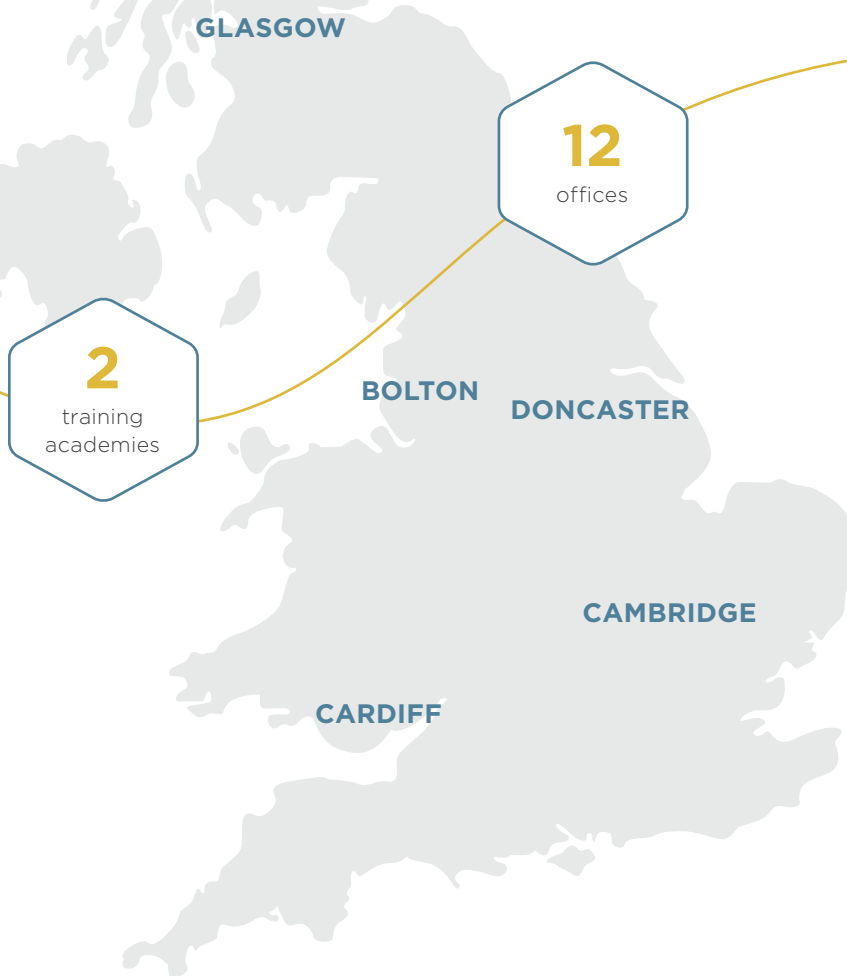 GLASGOW
12
offices
2
training
academies
BOLTON
DONCASTER
CAMBRIDGE
CARDIFF